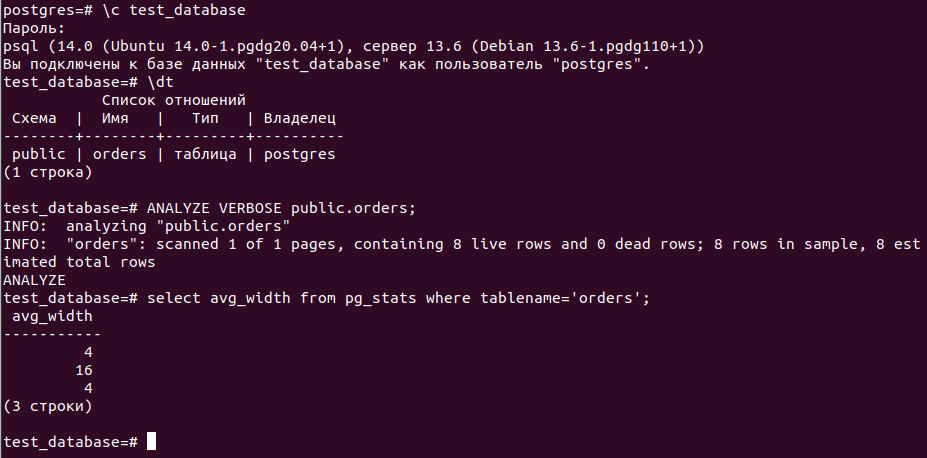 postgres=# \c test_database
Пароль:
psql (14.0 (Ubuntu 14.0-1.pgdg20.04+1), сервер 13.6 (Debian 13.6-1.pgdg110+1))
Вы подключены к базе данных "test_database" как пользователь "postgres".
test_database=# \dt
           Список отношений
 Схема  |  Имя   |   Тип   | Владелец
--------+--------+---------+----------
 public | orders | таблица | postgres
(1 строка)

test_database=# ANALYZE VERBOSE public.orders;
INFO:  analyzing "public.orders"
INFO:  "orders": scanned 1 of 1 pages, containing 8 live rows and 0 dead rows; 8 rows in sample, 8 est
imated total rows
ANALYZE
test_database=# select avg_width from pg_stats where tablename='orders';
 avg_width
-----------
         4
        16
         4
(3 строки)

test_database=#